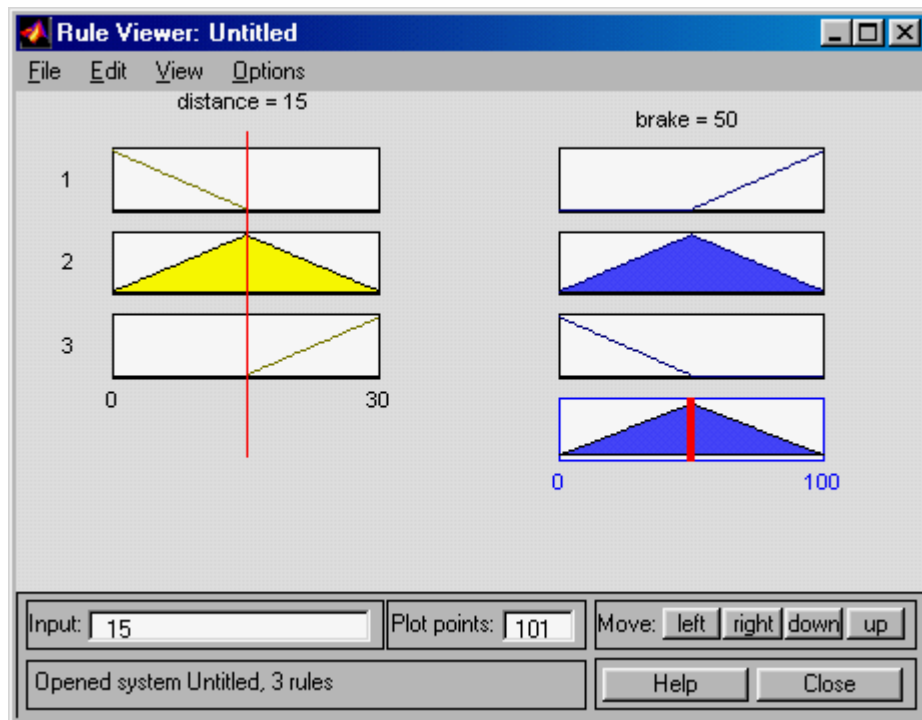 Rule Viewer: Untitled
File Edit View Options
distance = 15
brake = 50
1
2
3
0 30
0 100
Input: 15
Plot points: 101
Move: left right down up
Opened system Untitled, 3 rules
Help Close